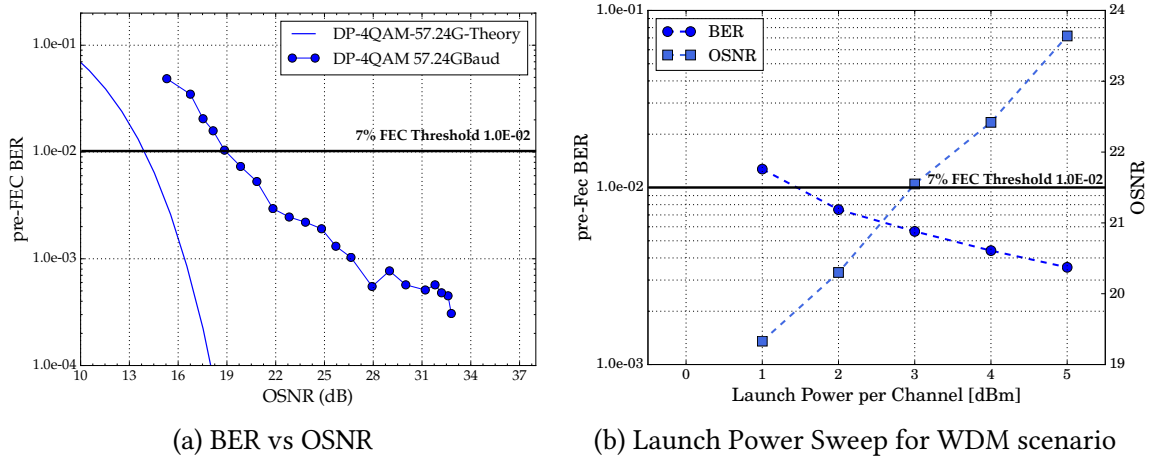 1.0e-01
1.0e-02
1.0e-03
1.0e-04
pre-FEC BER
DP-4QAM-57.24G-Theory
DP-4QAM 57.24GBaud
7% FEC Threshold 1.0E-02
10 13 16 19 22 25 28 31 34 37
OSNR (dB)
(a) BER vs OSNR
1.0e-01
1.0e-02
1.0e-03
pre-Fec BER
BER
OSNR
7% FEC Threshold 1.0E-02
24
23
22
21
20
19
OSNR
0 1 2 3 4 5
Launch Power per Channel [dBm]
(b) Launch Power Sweep for WDM scenario